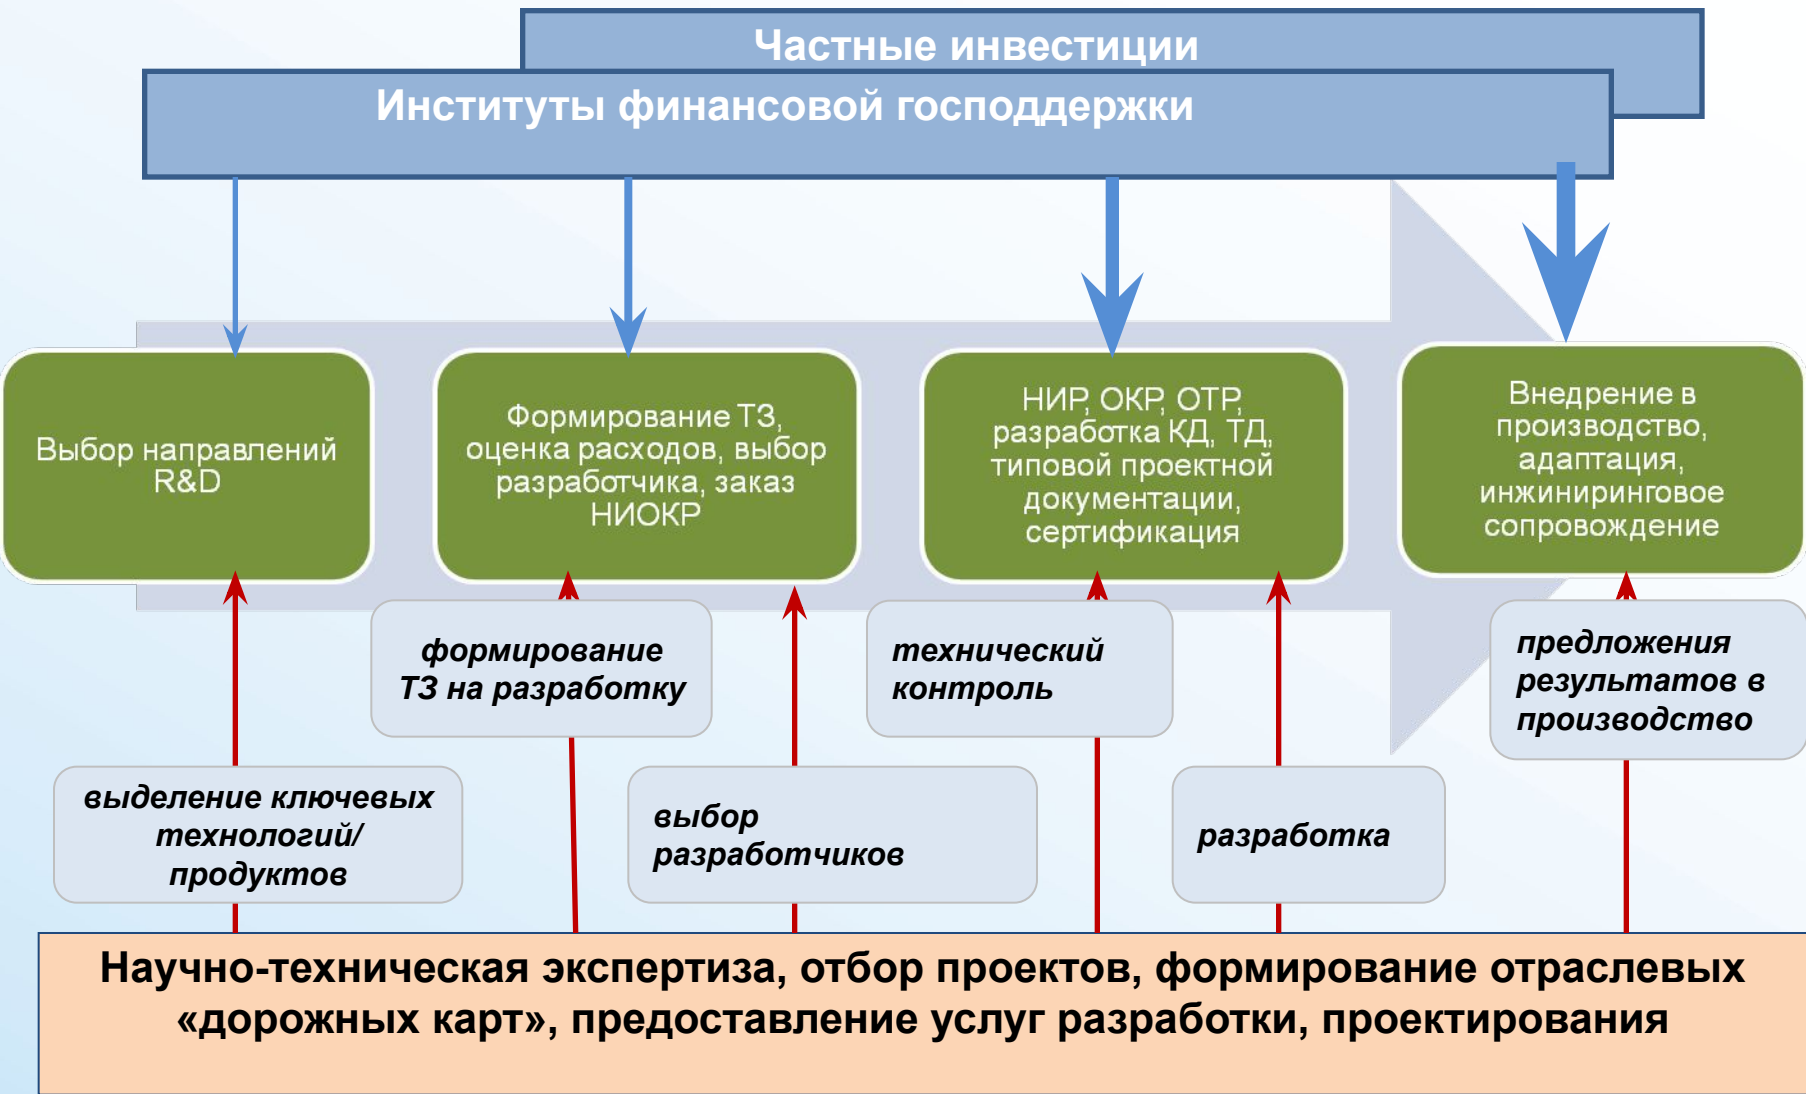 Частные инвестиции
Институты финансовой господдержки
Выбор направлений
R&D
Формирование ТЗ,
оценка расходов, выбор
разработчика, заказ
НИОКР
НИР, ОКР, ОТР,
разработка КД, ТД,
типовой проектной
документации,
сертификация
Внедрение в
производство,
адаптация,
инжиниринговое
сопровождение
формирование
ТЗ на разработку
технический
контроль
предложения
результатов в
производство
выделение ключевых
технологий/
продуктов
выбор
разработчиков
разработка
Научно-техническая экспертиза, отбор проектов, формирование отраслевых
«дорожных карт», предоставление услуг разработки, проектирования